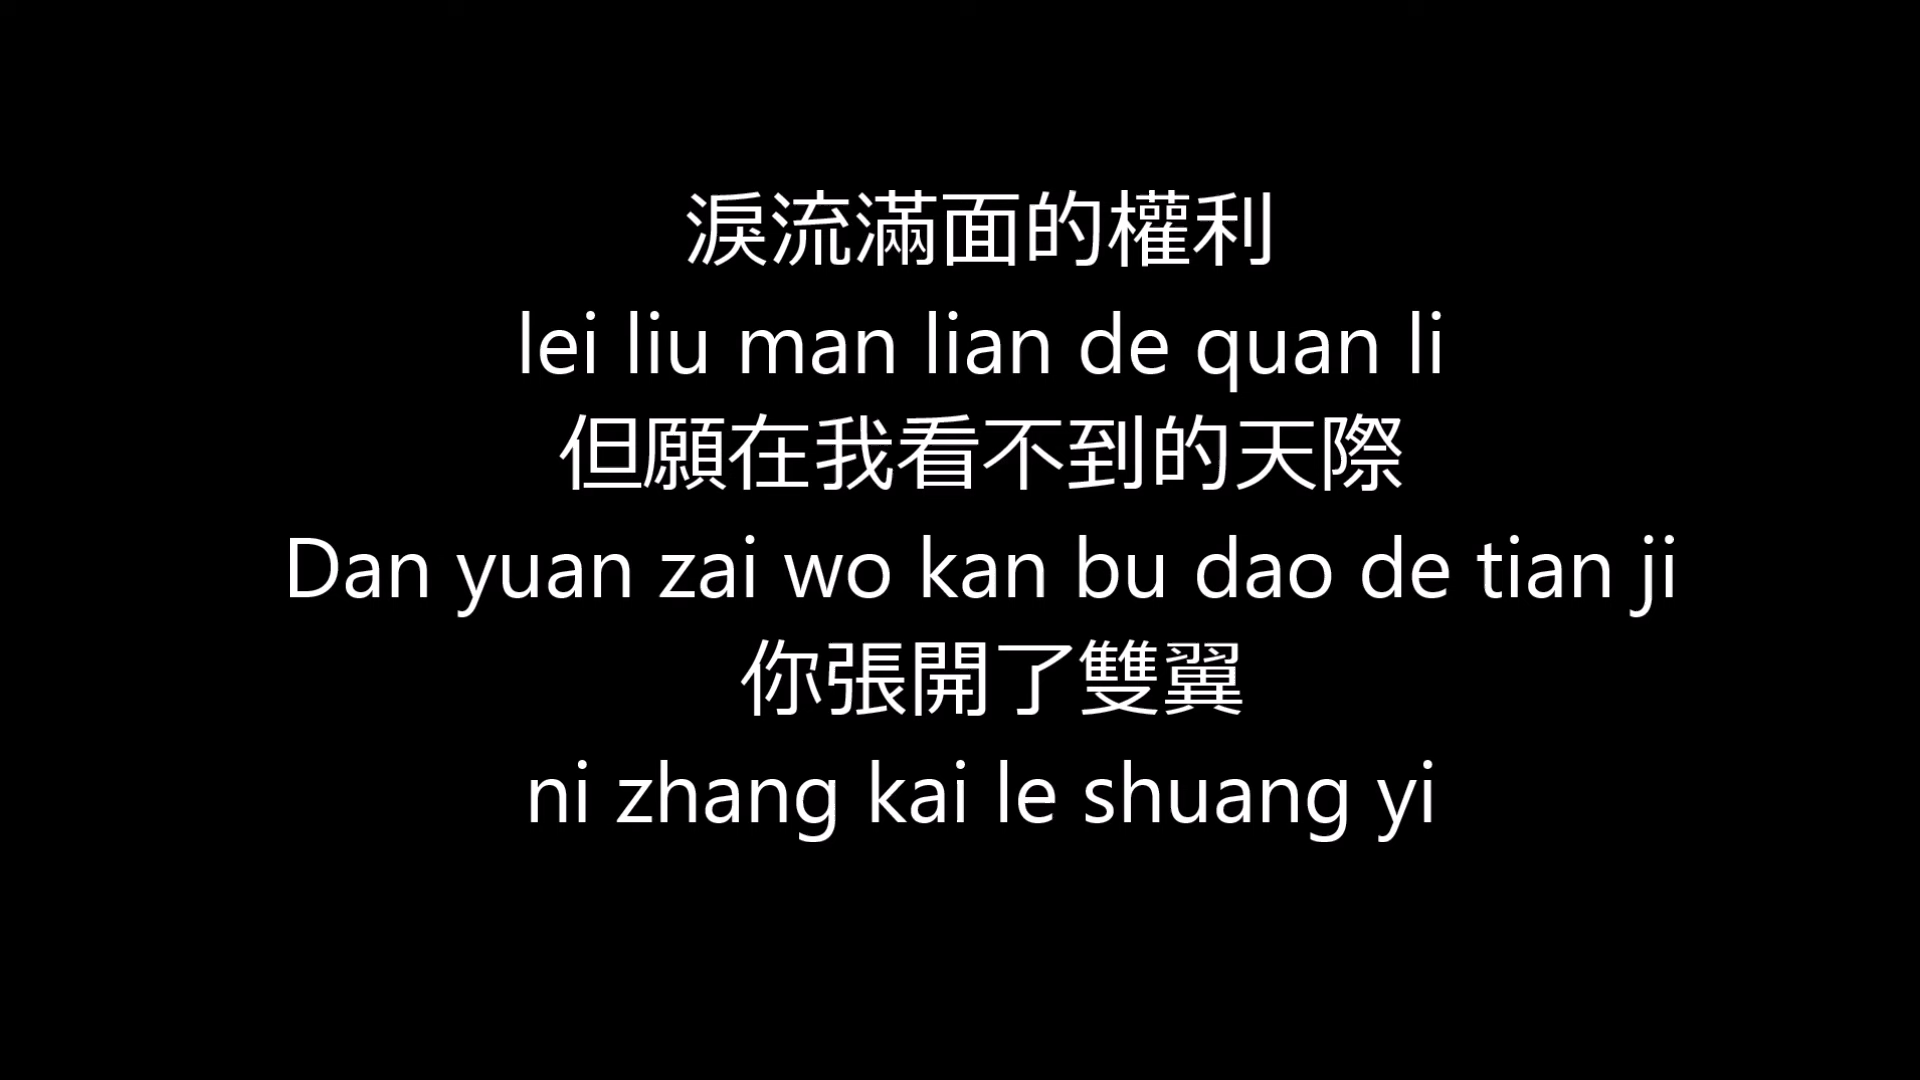 淚流滿面的權利
lei liu man lian de quan li
但願在我看不到的天際
Dan yuan zai wo kan bu dao de tian ji
你張開了雙翼
ni zhang kai le shuang yi